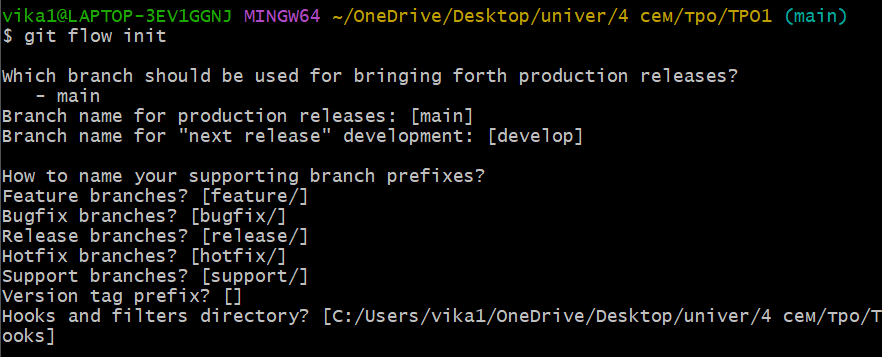 vika1@LAPTOP-3EV1GGNJ MINGW64 ~/OneDrive/Desktop/univer/4 сем/тро/ТРО1 (main)
$ git flow init
Which branch should be used for bringing forth production releases?
   - main
Branch name for production releases: [main]
Branch name for "next release" development: [develop]
How to name your supporting branch prefixes?
Feature branches? [feature/]
Bugfix branches? [bugfix/]
Release branches? [release/]
Hotfix branches? [hotfix/]
Support branches? [support/]
Version tag prefix? []
Hooks and filters directory? [C:/Users/vika1/OneDrive/Desktop/univer/4 сем/тро/Т
ooks]